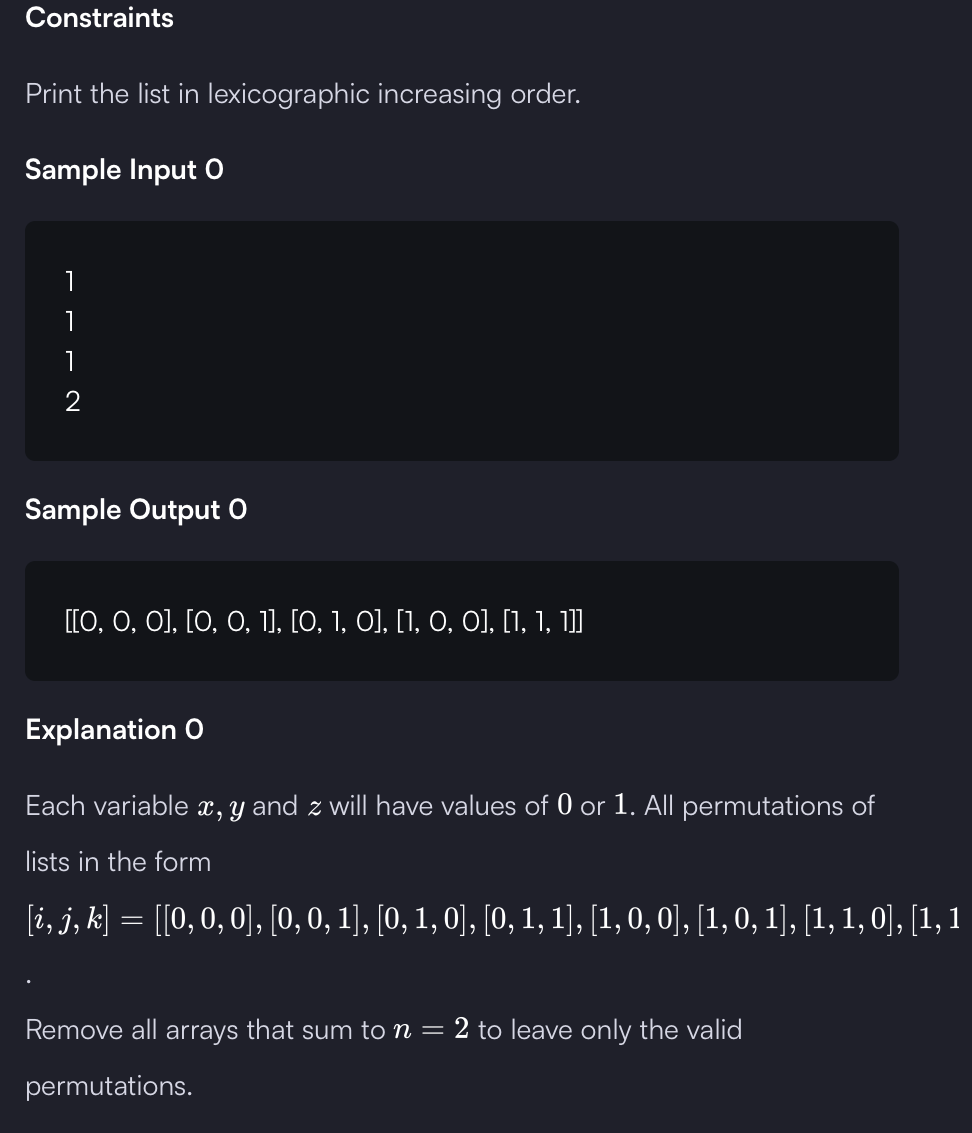 Constraints
Print the list in lexicographic increasing order.
Sample Input 0
1
1
1
2
Sample Output 0
[[0, 0, 0], [0, 0, 1], [0, 1, 0], [1, 0, 0], [1, 1, 1]]
Explanation 0
Each variable x, y and z will have values of 0 or 1. All permutations of
lists in the form
[i, j, k] = [[0, 0, 0], [0, 0, 1], [0, 1, 0], [0, 1, 1], [1, 0, 0], [1, 0, 1], [1, 1, 0], [1, 1
.
Remove all arrays that sum to n = 2 to leave only the valid
permutations.